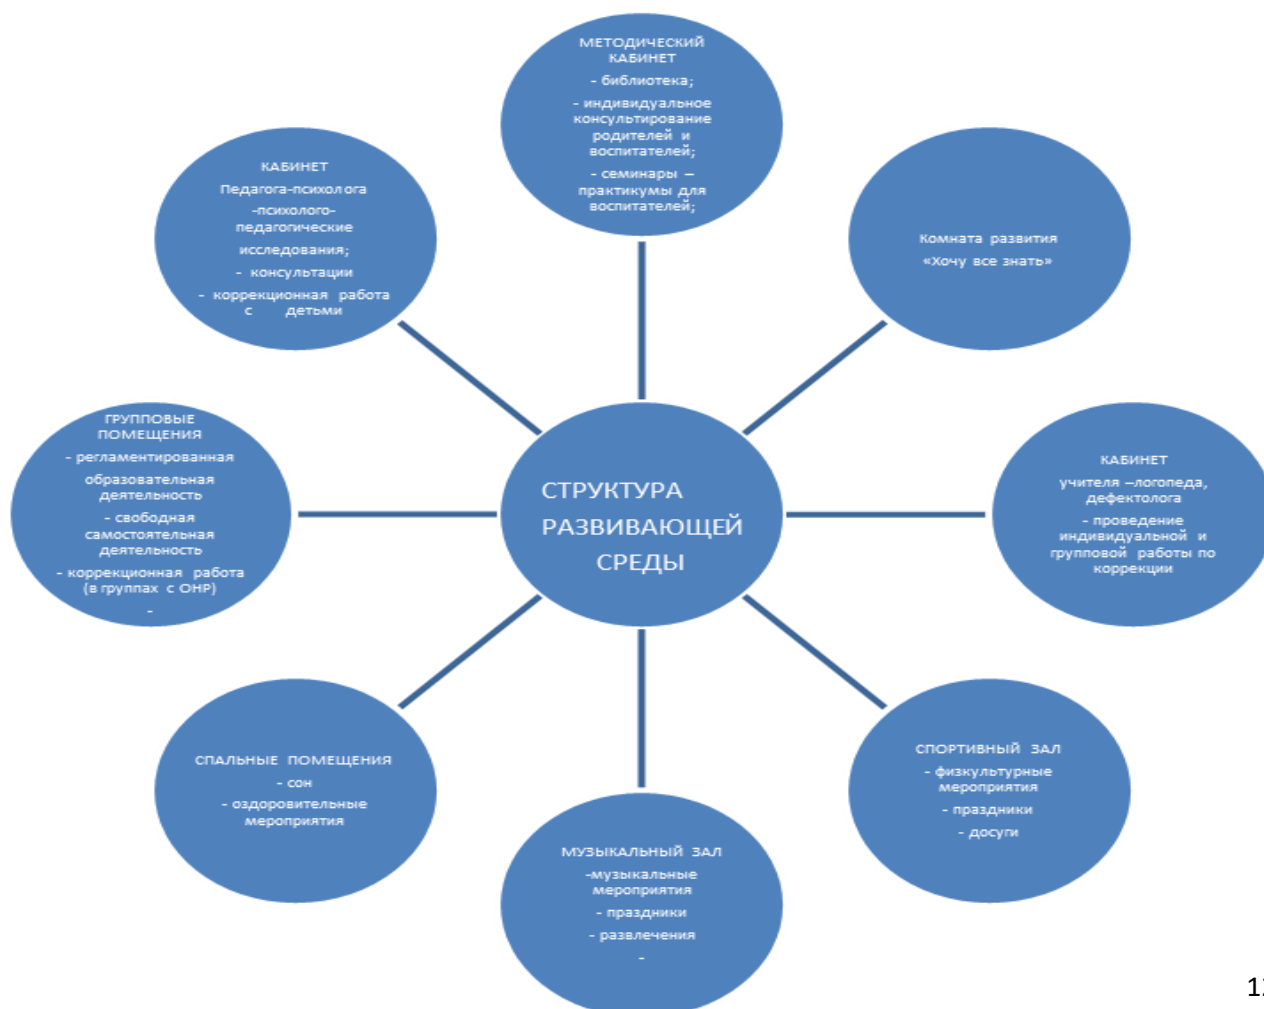 МЕТОДИЧЕСКИЙ
КАБИНЕТ
- библиотека;
- индивидуальное
консультирование
родителей и
воспитателей;
- семинары –
практикумы для
воспитателей;
Комната развития
«Хочу все знать»
КАБИНЕТ
учителя –логопеда,
дефектолога
- проведение
индивидуальной и
групповой работы по
коррекции
СПОРТИВНЫЙ ЗАЛ
- физкультурные
мероприятия
- праздники
- досуги
МУЗЫКАЛЬНЫЙ ЗАЛ
-музыкальные
мероприятия
- праздники
- развлечения
-
СПАЛЬНЫЕ ПОМЕЩЕНИЯ
- сон
- оздоровительные
мероприятия
ГРУППОВЫЕ
ПОМЕЩЕНИЯ
- регламентированная
образовательная
деятельность
- свободная
самостоятельная
деятельность
- коррекционная работа
(в группах с ОНР)
-
КАБИНЕТ
Педагога-психолога
-психолого-
педагогические
исследования;
- консультации
- коррекционная работа
с детьми
СТРУКТУРА
РАЗВИВАЮЩЕЙ
СРЕДЫ